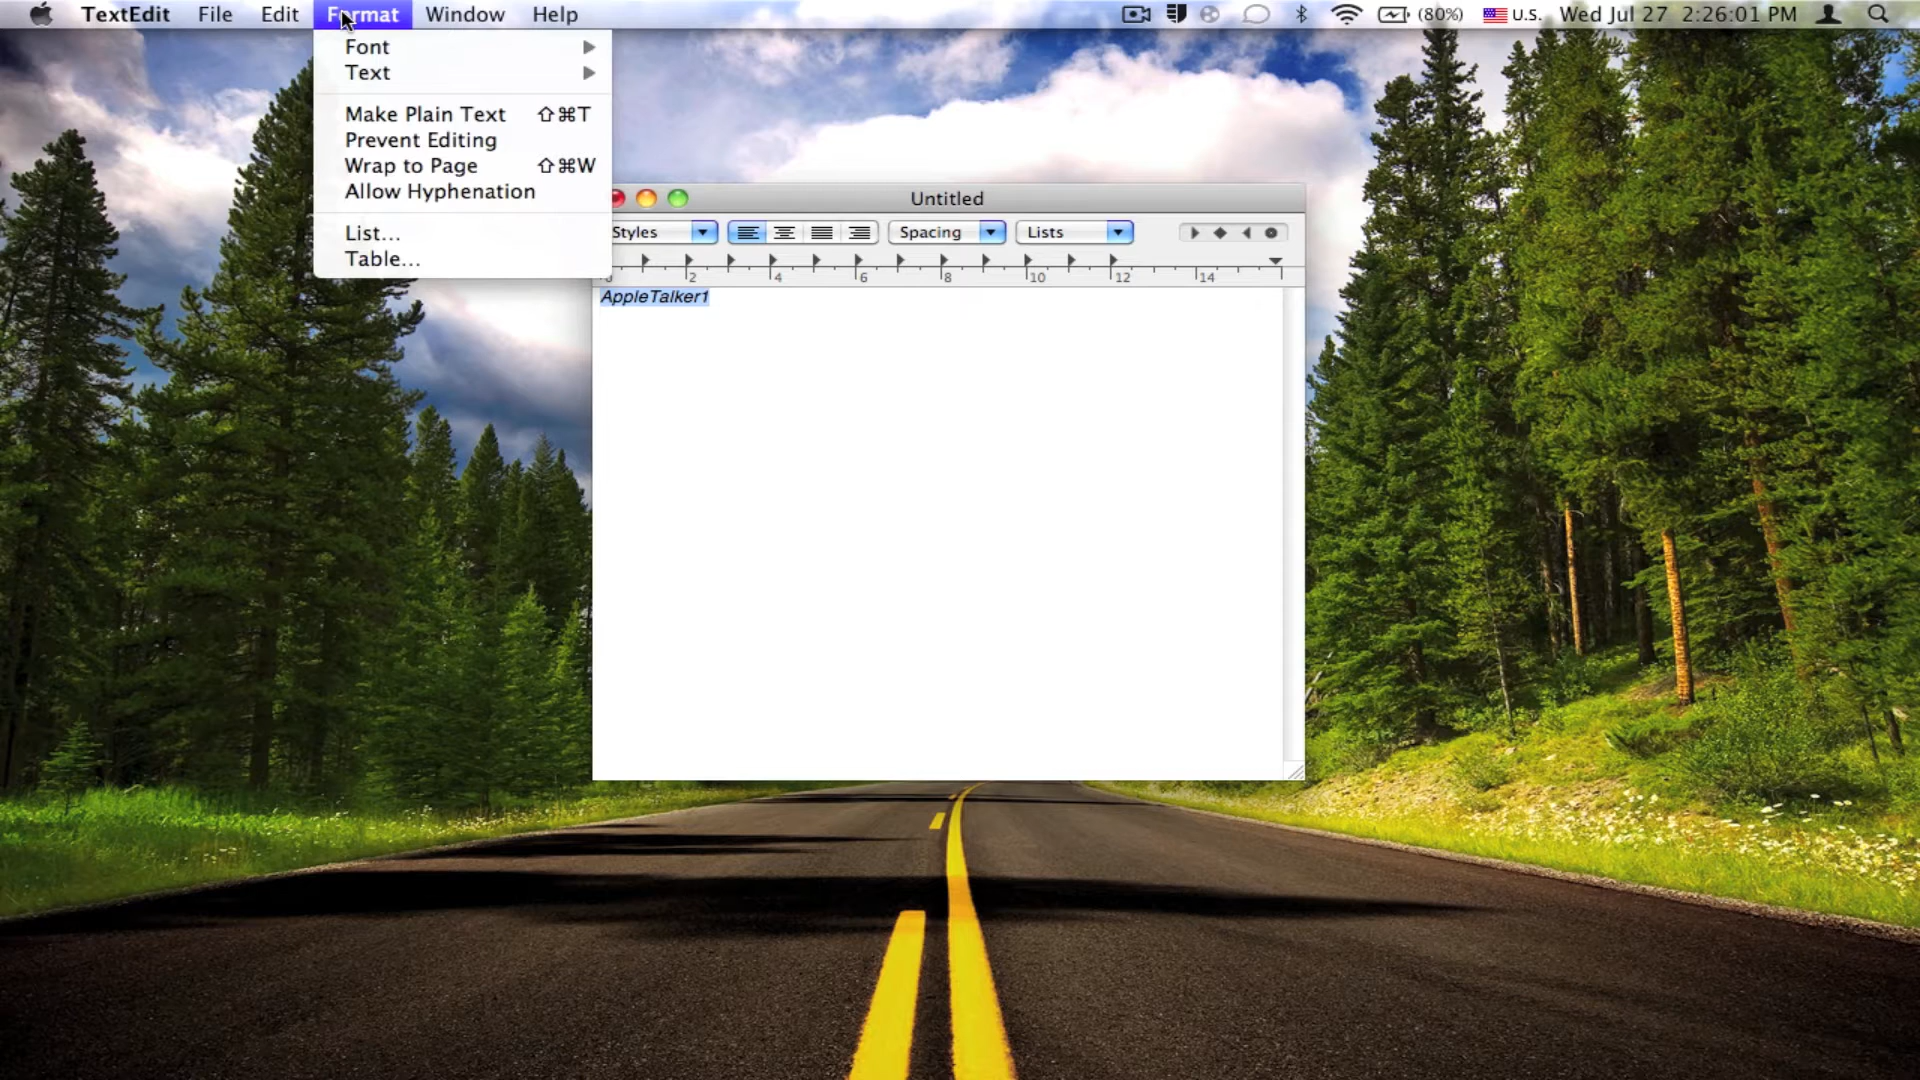 TextEdit File Edit Format Window Help (80%) U.S. Wed Jul 27 2:26:01 PM
Font
Text
Make Plain Text ⇧⌘T
Prevent Editing
Wrap to Page ⇧⌘W
Allow Hyphenation
List...
Table...
Untitled
Styles Spacing Lists
0 2 4 6 8 10 12 14
AppleTalker1